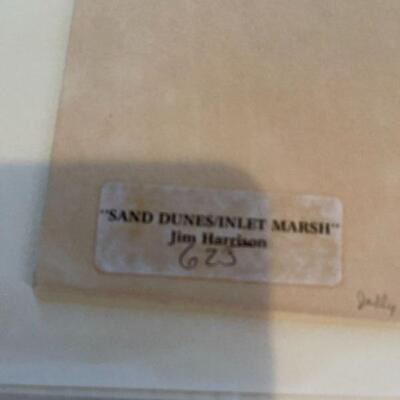 "SAND DUNES/INLET MARSH"
Jim Harrison
623